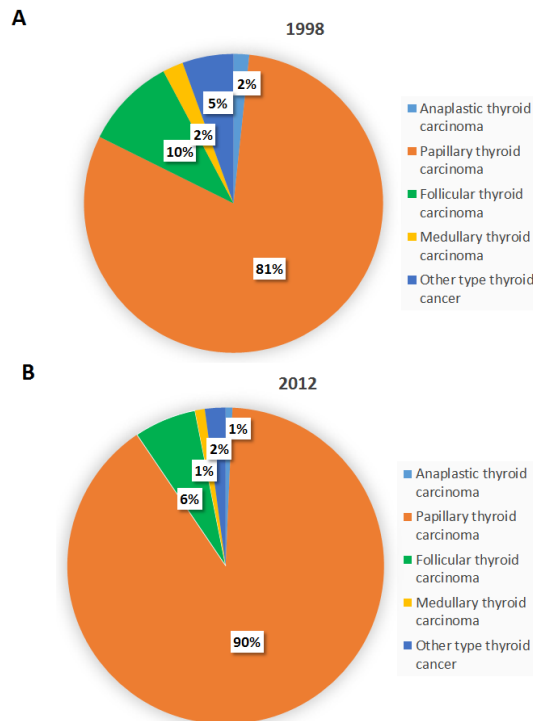 A
1998
2%
5%
2%
10%
81%
Anaplastic thyroid
carcinoma
Papillary thyroid
carcinoma
Follicular thyroid
carcinoma
Medullary thyroid
carcinoma
Other type thyroid
cancer
B
2012
1%
2%
1%
6%
90%
Anaplastic thyroid
carcinoma
Papillary thyroid
carcinoma
Follicular thyroid
carcinoma
Medullary thyroid
carcinoma
Other type thyroid
cancer